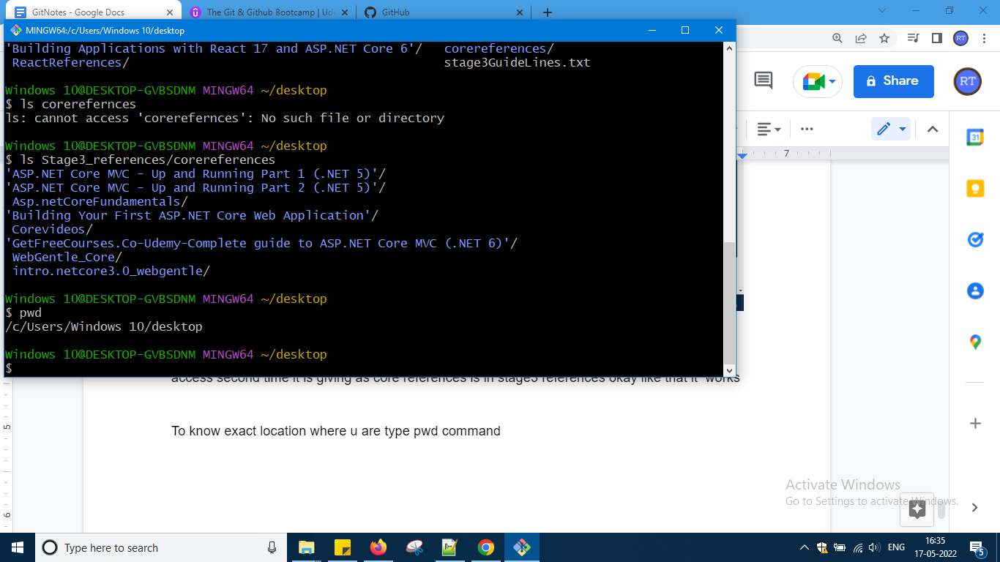 GitNotes - Google Docs
The Git & Github Bootcamp | Ud
GitHub
MINGW64:/c/Users/Windows 10/desktop
'Building Applications with React 17 and ASP.NET Core 6'/ corereferences/
ReactReferences/ stage3GuideLines.txt
Windows 10@DESKTOP-GVBSDNM MINGW64 ~/desktop
$ ls corerefernces
ls: cannot access 'corerefernces': No such file or directory
Windows 10@DESKTOP-GVBSDNM MINGW64 ~/desktop
$ ls Stage3_references/corereferences
'ASP.NET Core MVC - Up and Running Part 1 (.NET 5)'/
'ASP.NET Core MVC - Up and Running Part 2 (.NET 5)'/
Asp.netCoreFundamentals/
'Building Your First ASP.NET Core Web Application'/
Corevideos/
'GetFreeCourses.Co-Udemy-Complete guide to ASP.NET Core MVC (.NET 6)'/
WebGentle_Core/
intro.netcore3.0_webgentle/
Windows 10@DESKTOP-GVBSDNM MINGW64 ~/desktop
$ pwd
/c/Users/Windows 10/desktop
Windows 10@DESKTOP-GVBSDNM MINGW64 ~/desktop
$
RT
Share
RT
7
31
access second time it is giving as core references is in stage3 references okay like that it works
5
To know exact location where u are type pwd command
6
Activate Windows
Go to Settings to activate Windows.
Type here to search
ENG
16:35
17-05-2022
5